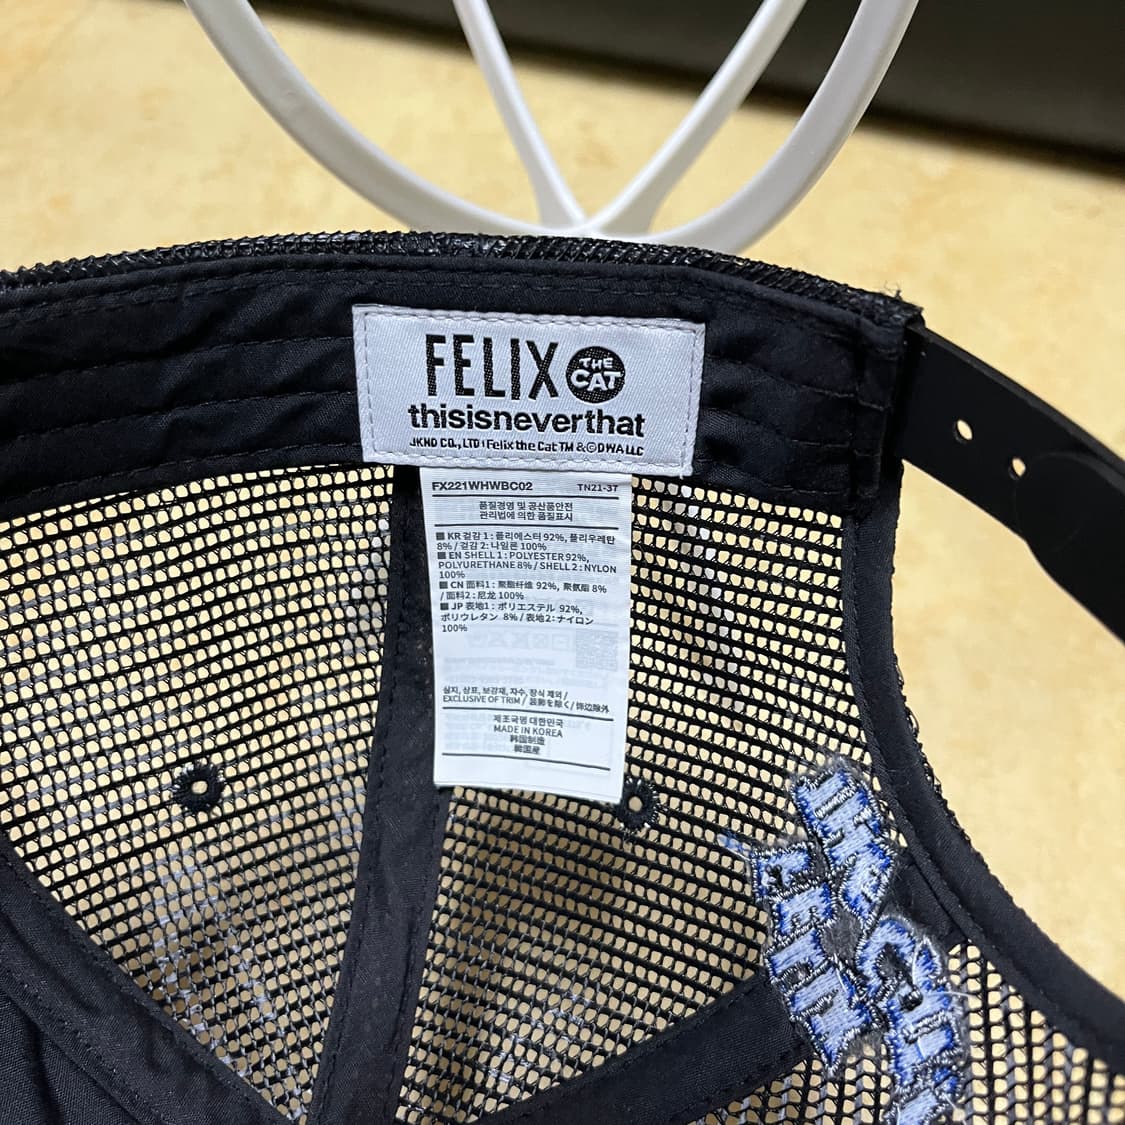 FELIX THE CAT
thisisneverthat
JKND CO., LTD | Felix the Cat TM & © DWA LLC
FX221WHWBC02 TN21-37
품질경영 및 공산품안전
관리법에 의한 품질표시
■ KR 겉감 1 : 폴리에스터 92%, 폴리우레탄
8% / 겉감 2 : 나일론 100%
■ EN SHELL 1 : POLYESTER 92%,
POLYURETHANE 8% / SHELL 2 : NYLON
100%
■ CN 面料1 : 聚酯纤维 92%, 聚氨酯 8%
/ 面料2 : 尼龙 100%
■ JP 表地1 : ポリエステル 92%,
ポリウレタン 8% / 表地2 : ナイロン
100%
심지, 상표, 보강재, 자수, 장식 제외 /
EXCLUSIVE OF TRIM / 装飾を除く / 饰边除外
제조국명 대한민국
MADE IN KOREA
韩国制造
韓国産